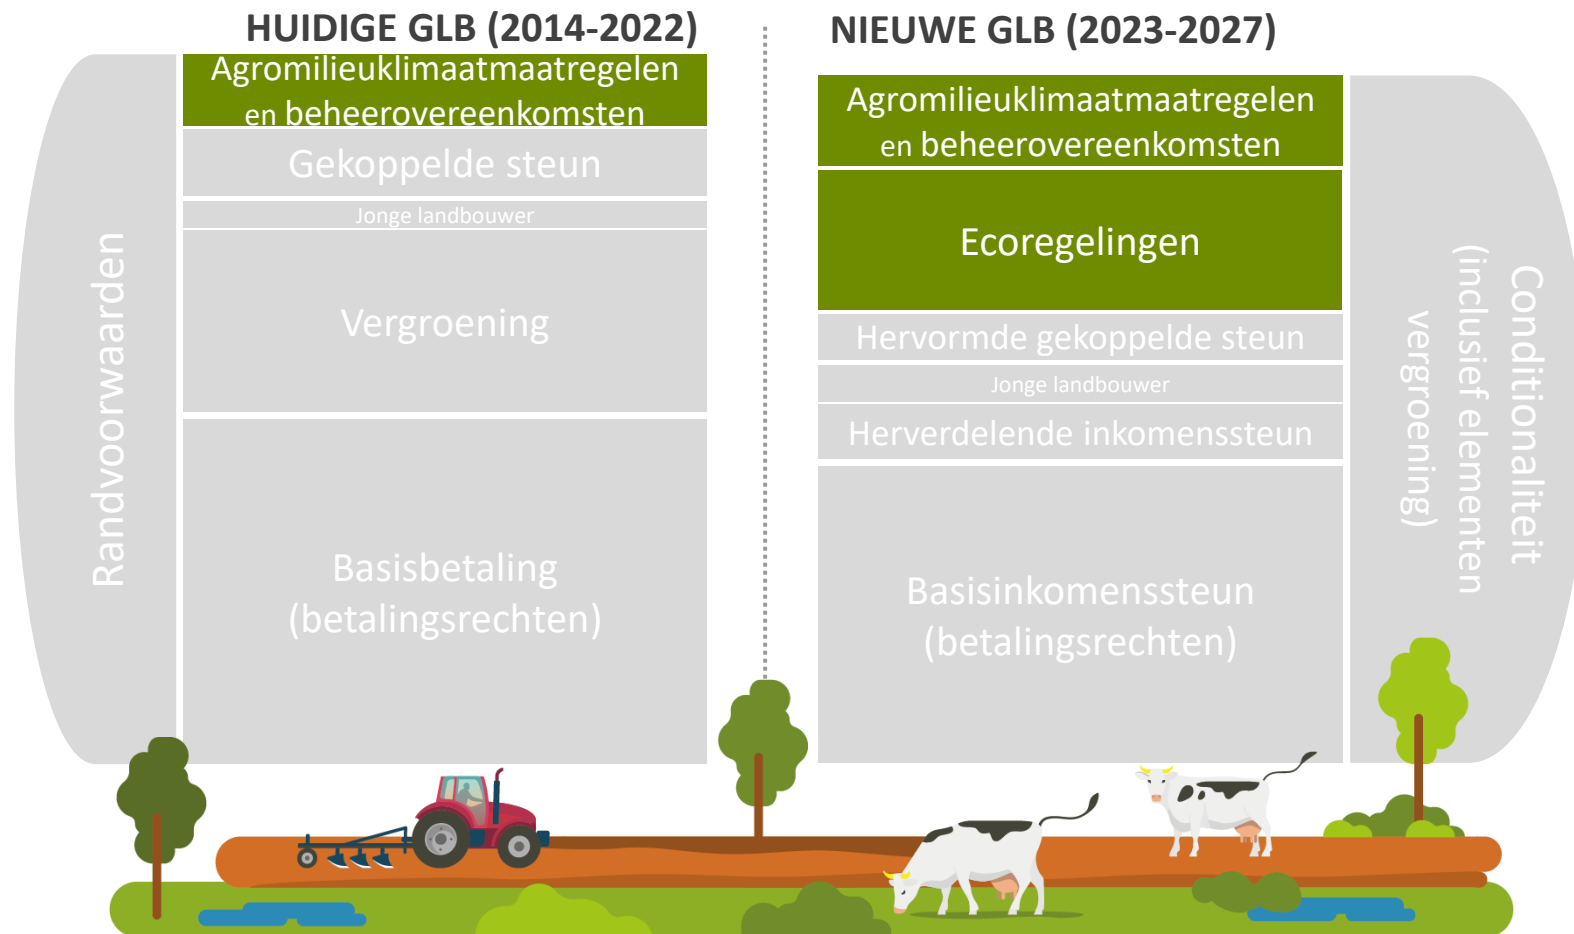 HUIDIGE GLB (2014-2022)
Randvoorwaarden
Agromilieuklimaatmaatregelen
en beheerovereenkomsten
Gekoppelde steun
Jonge landbouwer
Vergroening
Basisbetaling
(betalingsrechten)
NIEUWE GLB (2023-2027)
Agromilieuklimaatmaatregelen
en beheerovereenkomsten
Ecoregelingen
Hervormde gekoppelde steun
Jonge landbouwer
Herverdelende inkomenssteun
Basisinkomenssteun
(betalingsrechten)
Conditionaliteit
(inclusief elementen
vergroening)